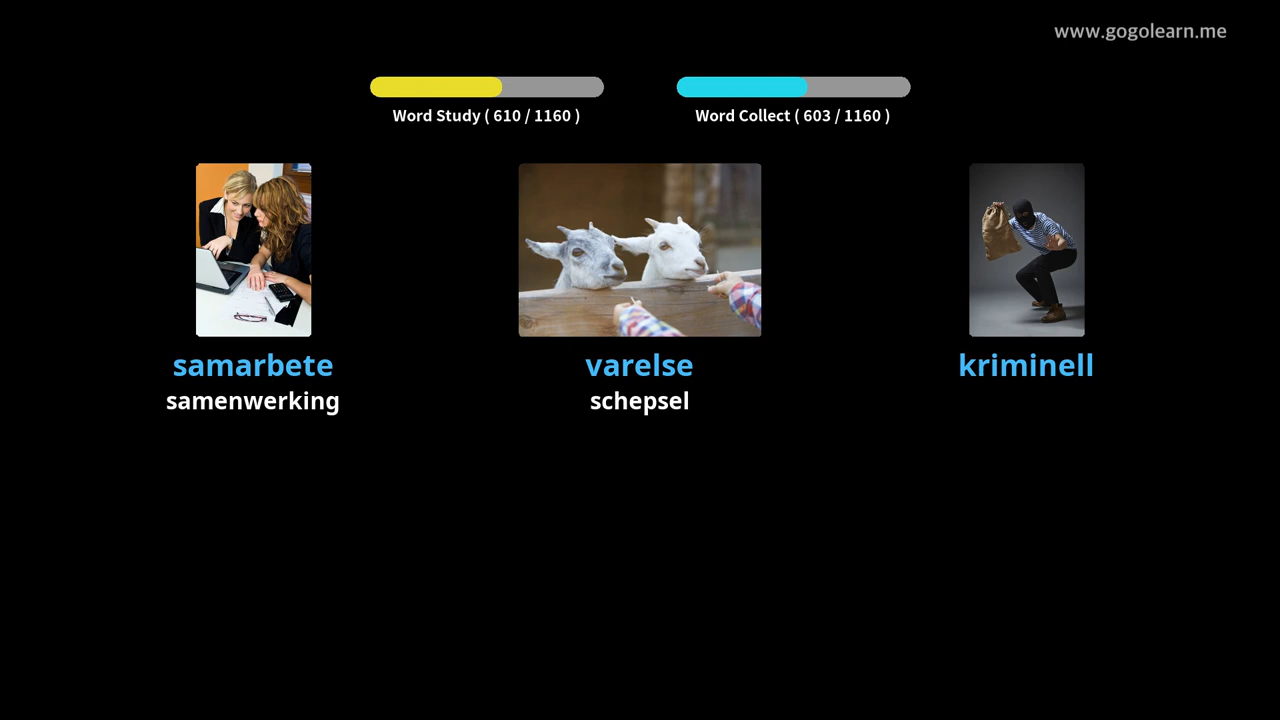 www.gogolearn.me
Word Study ( 610 / 1160 )
Word Collect ( 603 / 1160 )
samarbete
samenwerking
varelse
schepsel
kriminell